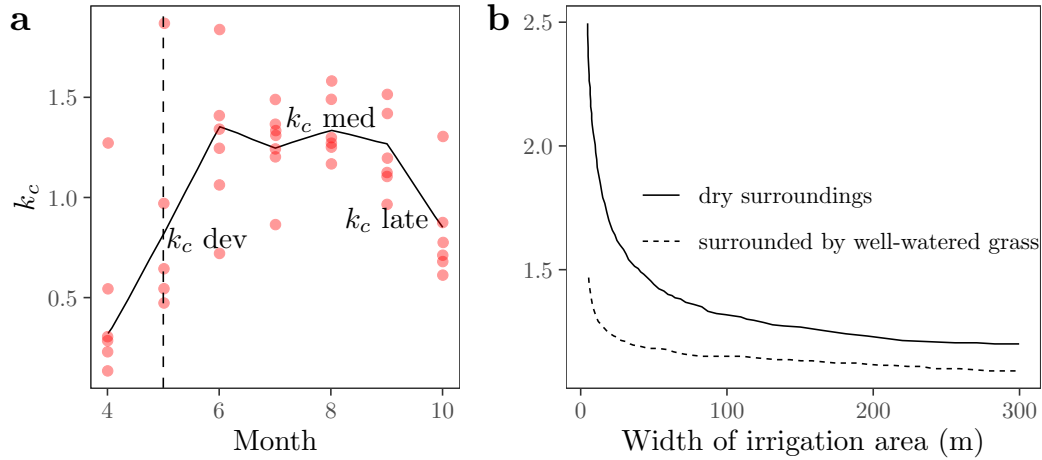 a
1.5
1.0
0.5
k_c
k_c med
k_c dev
k_c late
4
6
8
10
Month
b
2.5
2.0
1.5
dry surroundings
surrounded by well-watered grass
0
100
200
300
Width of irrigation area (m)